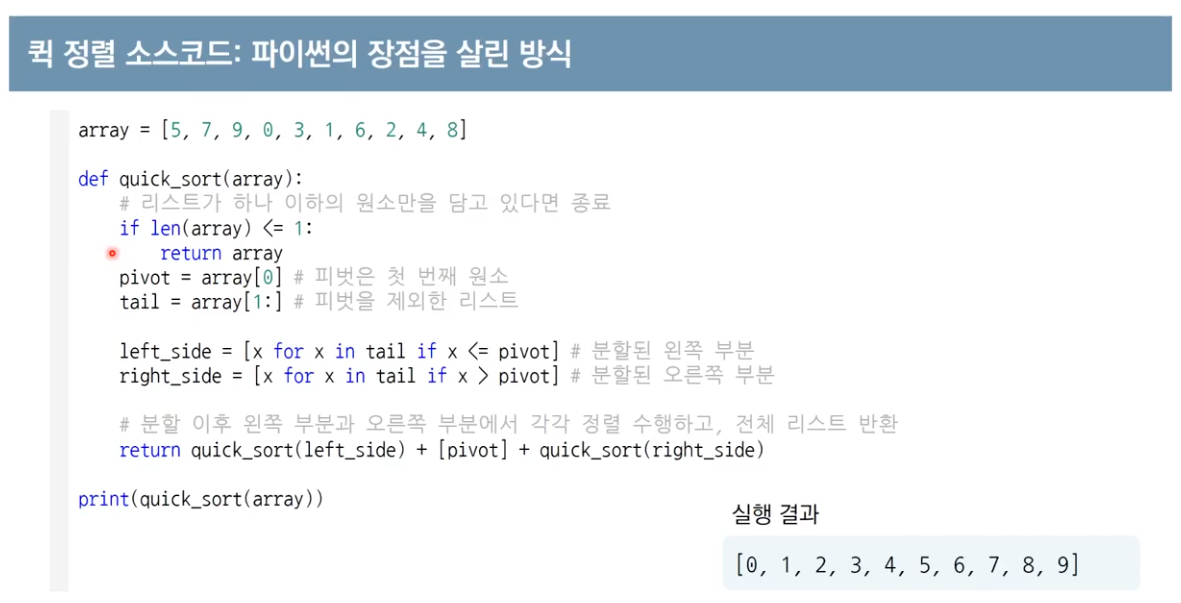 퀵 정렬 소스코드: 파이썬의 장점을 살린 방식
array = [5, 7, 9, 0, 3, 1, 6, 2, 4, 8]
def quick_sort(array):
    # 리스트가 하나 이하의 원소만을 담고 있다면 종료
    if len(array) <= 1:
        return array
    pivot = array[0] # 피벗은 첫 번째 원소
    tail = array[1:] # 피벗을 제외한 리스트
    left_side = [x for x in tail if x <= pivot] # 분할된 왼쪽 부분
    right_side = [x for x in tail if x > pivot] # 분할된 오른쪽 부분
    # 분할 이후 왼쪽 부분과 오른쪽 부분에서 각각 정렬 수행하고, 전체 리스트 반환
    return quick_sort(left_side) + [pivot] + quick_sort(right_side)
print(quick_sort(array))
실행 결과
[0, 1, 2, 3, 4, 5, 6, 7, 8, 9]